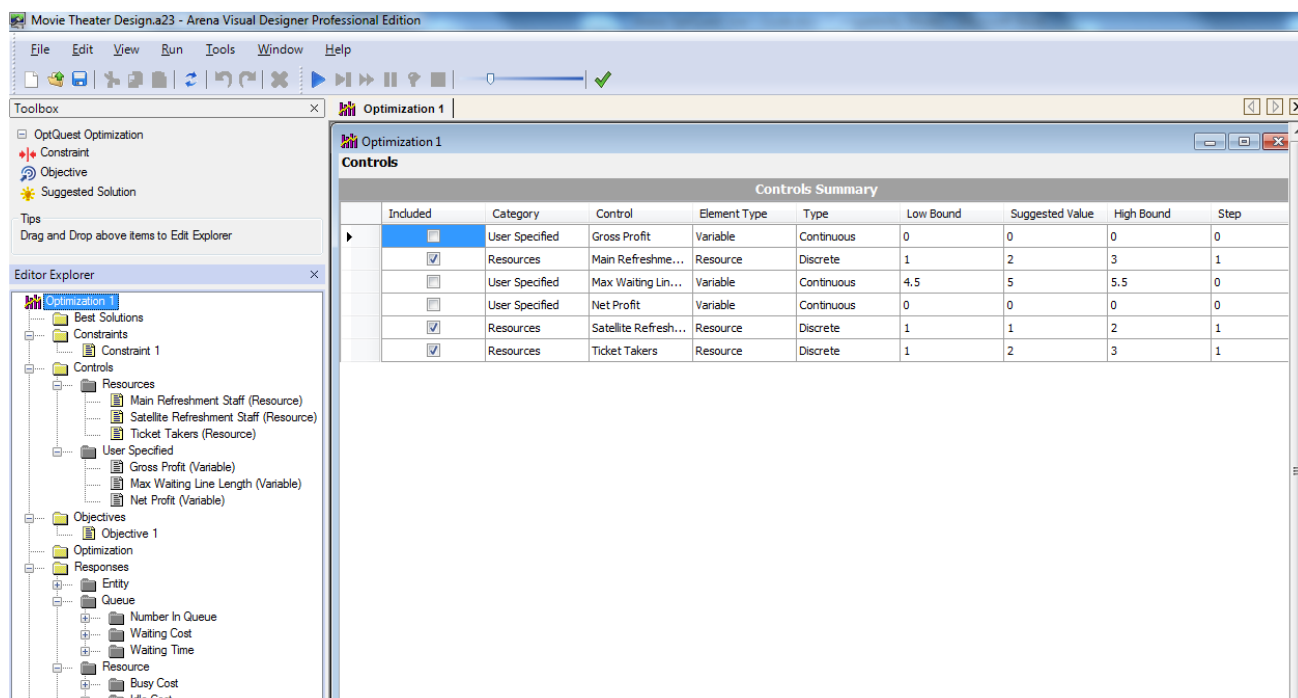 Movie Theater Design.a23 - Arena Visual Designer Professional Edition
File Edit View Run Tools Window Help
Toolbox
OptQuest Optimization
Constraint
Objective
Suggested Solution
Tips
Drag and Drop above items to Edit Explorer
Editor Explorer
Optimization 1
Best Solutions
Constraints
Constraint 1
Controls
Resources
Main Refreshment Staff (Resource)
Satellite Refreshment Staff (Resource)
Ticket Takers (Resource)
User Specified
Gross Profit (Variable)
Max Waiting Line Length (Variable)
Net Profit (Variable)
Objectives
Objective 1
Optimization
Responses
Entity
Queue
Number In Queue
Waiting Cost
Waiting Time
Resource
Busy Cost
Idle Cost
Optimization 1
Optimization 1
Controls
Controls Summary
Included Category Control Element Type Type Low Bound Suggested Value High Bound Step
User Specified Gross Profit Variable Continuous 0 0 0 0
Resources Main Refreshme... Resource Discrete 1 2 3 1
User Specified Max Waiting Lin... Variable Continuous 4.5 5 5.5 0
User Specified Net Profit Variable Continuous 0 0 0 0
Resources Satellite Refresh... Resource Discrete 1 1 2 1
Resources Ticket Takers Resource Discrete 1 2 3 1